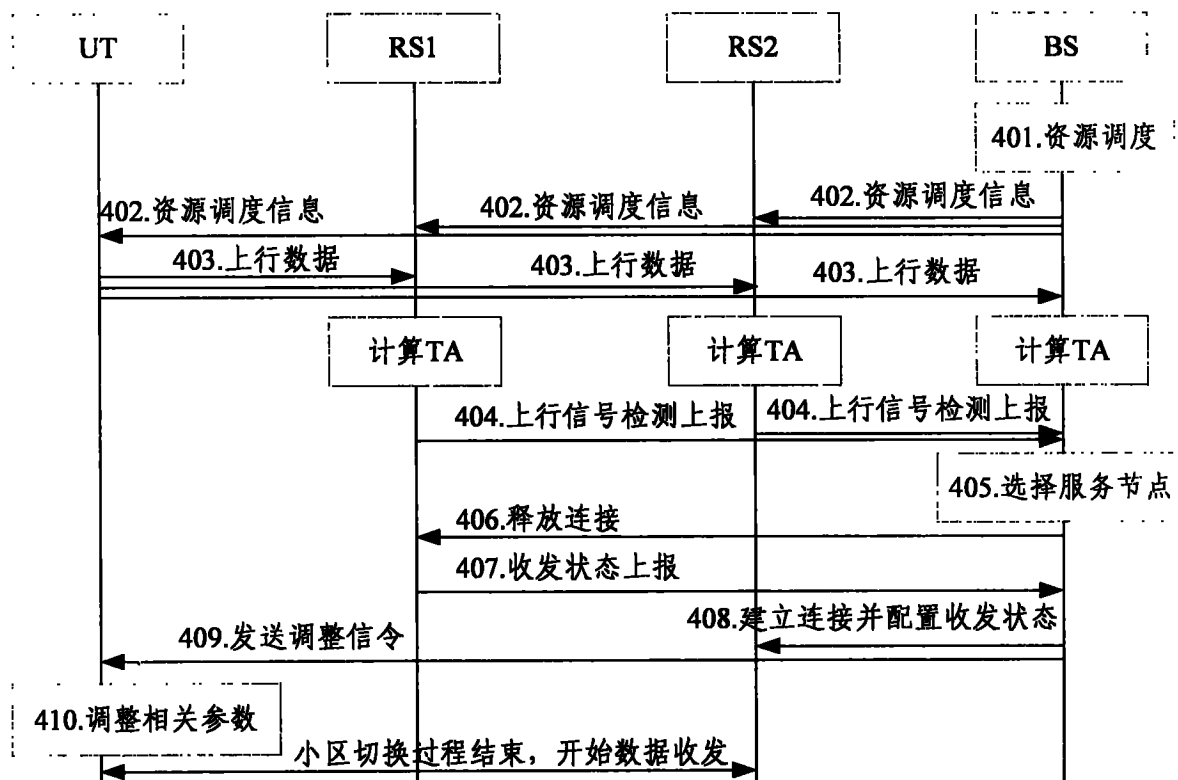 UT
RS1
RS2
BS
401.资源调度
402.资源调度信息
402.资源调度信息
402.资源调度信息
403.上行数据
403.上行数据
403.上行数据
计算TA
计算TA
计算TA
404.上行信号检测上报
404.上行信号检测上报
405.选择服务节点
406.释放连接
407.收发状态上报
408.建立连接并配置收发状态
409.发送调整信令
410.调整相关参数
小区切换过程结束，开始数据收发